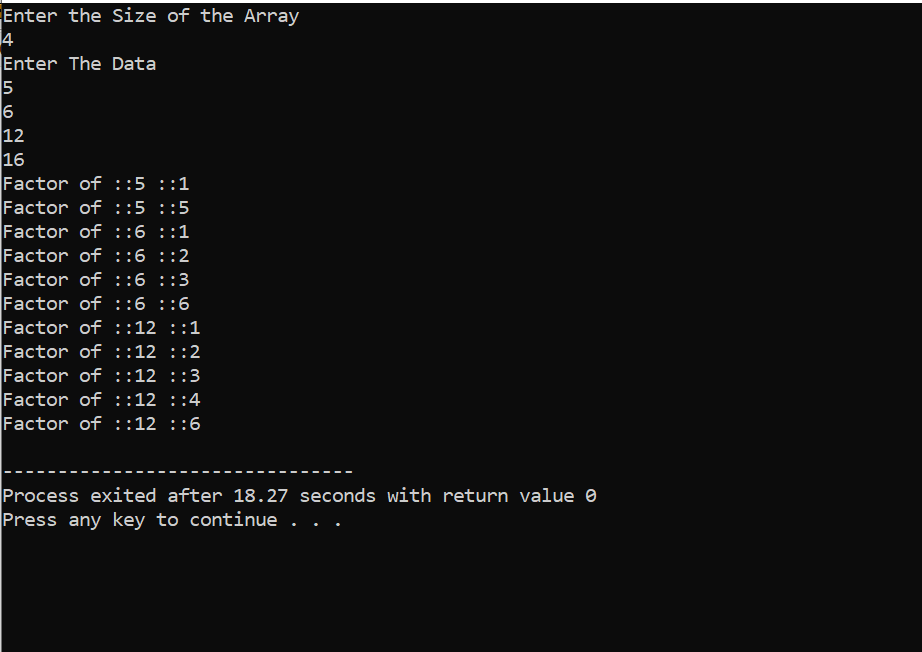 Enter the Size of the Array
4
Enter The Data
5
6
12
16
Factor of ::5 ::1
Factor of ::5 ::5
Factor of ::6 ::1
Factor of ::6 ::2
Factor of ::6 ::3
Factor of ::6 ::6
Factor of ::12 ::1
Factor of ::12 ::2
Factor of ::12 ::3
Factor of ::12 ::4
Factor of ::12 ::6
--------------------------------
Process exited after 18.27 seconds with return value 0
Press any key to continue . . .